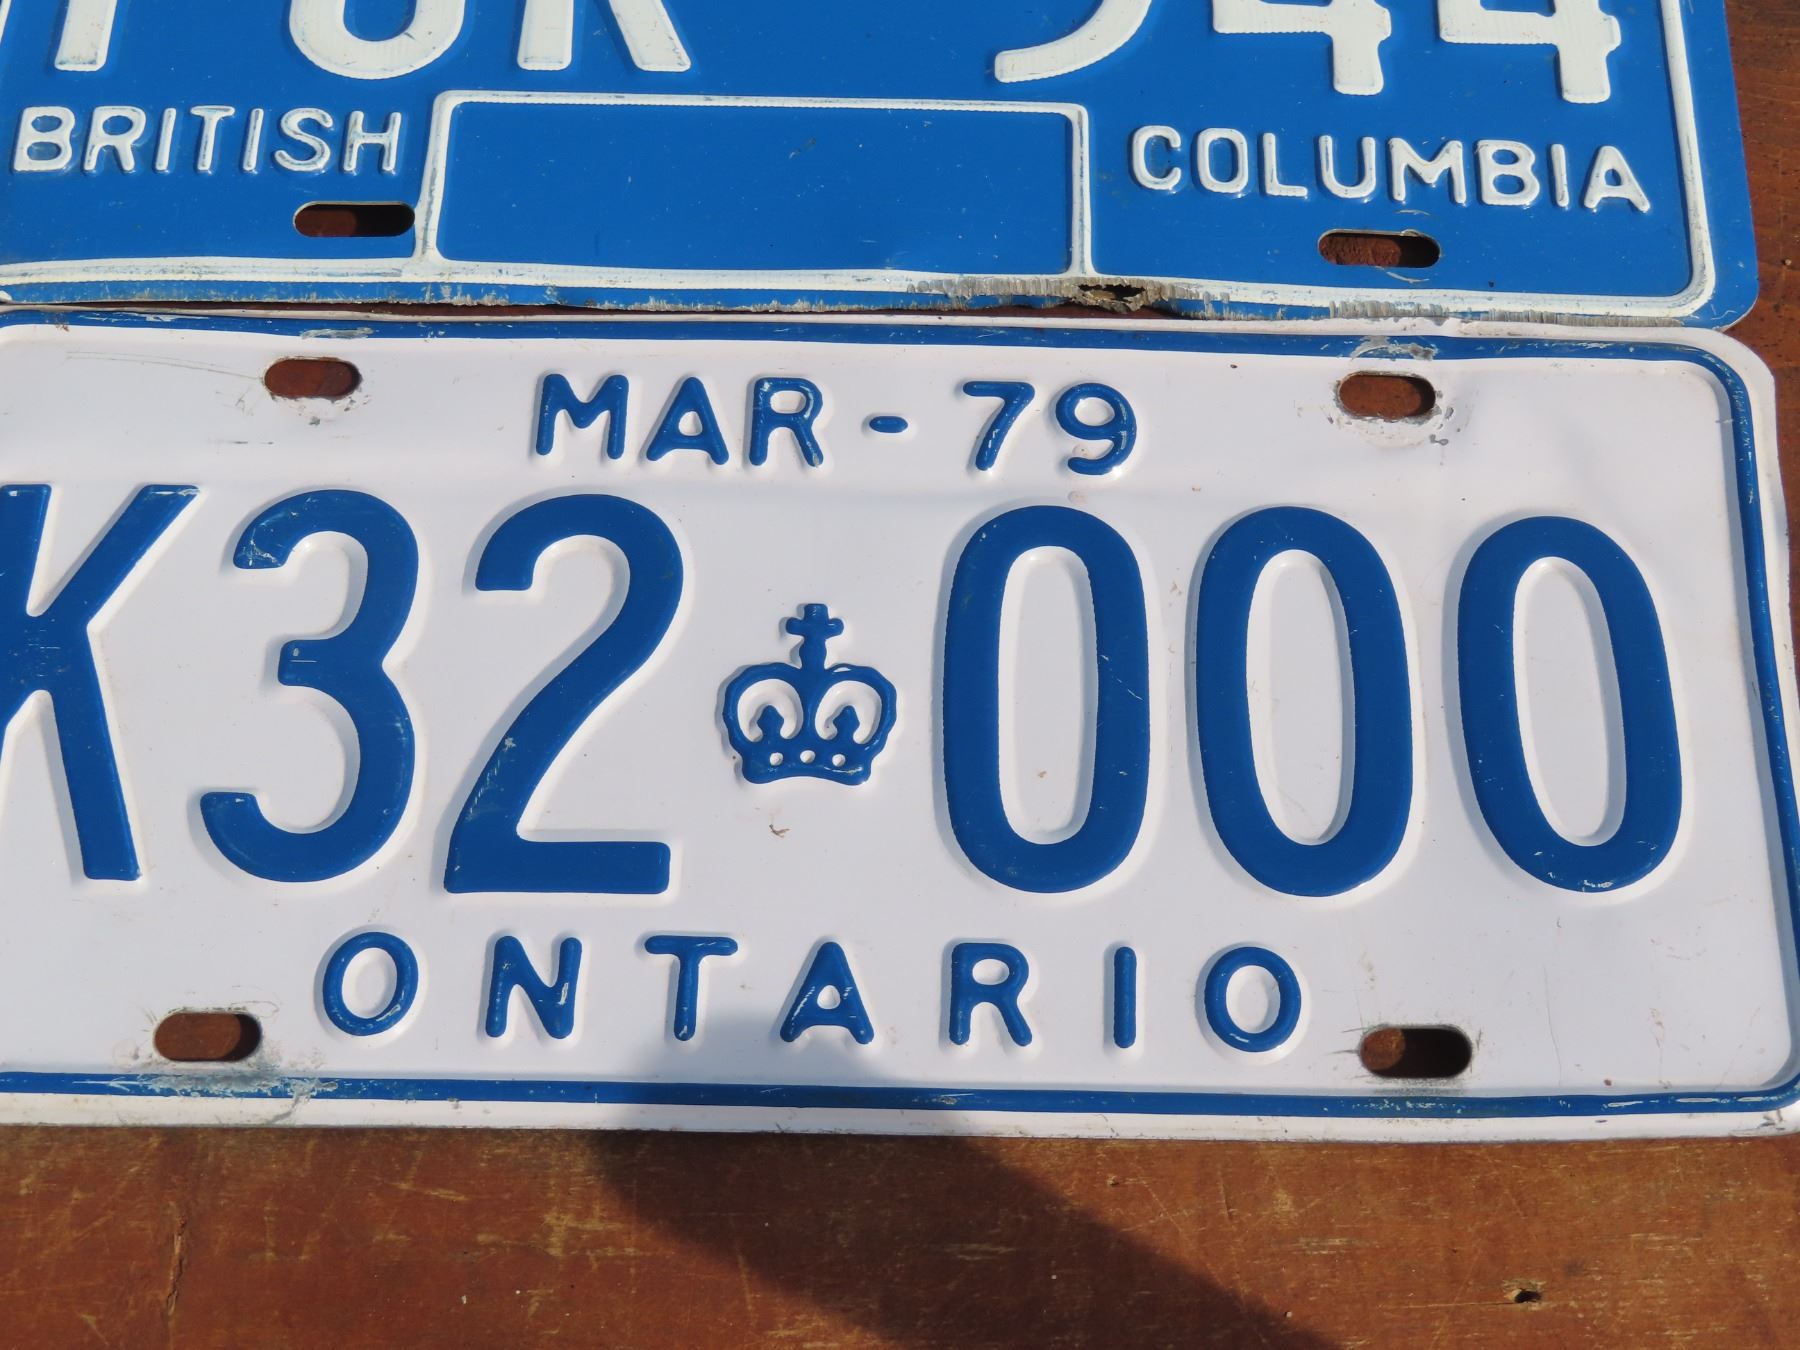 BRITISH COLUMBIA
MAR - 79
K32 000
ONTARIO